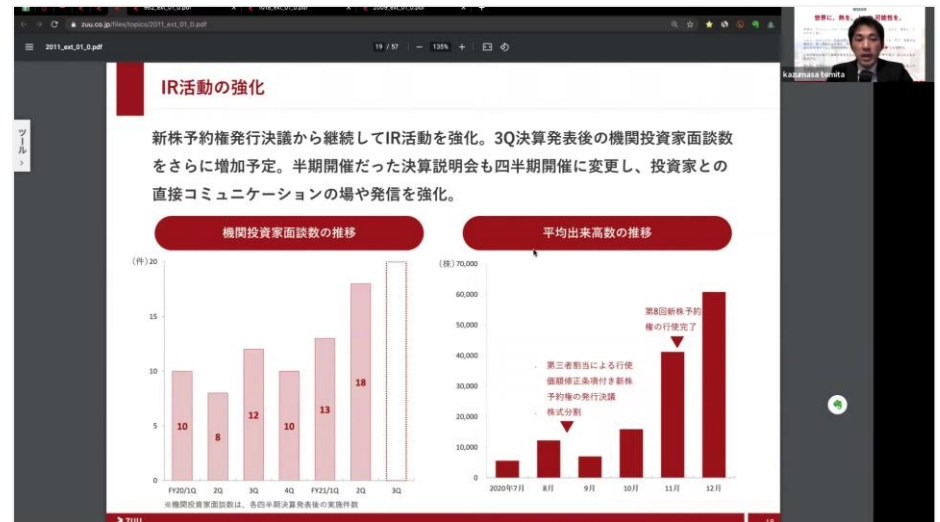 zuu.co.jp/files/topics/2011_ext_01_0.pdf
2011_ext_01_0.pdf
19 / 57
135%
kazumasa tomita
ツール
IR活動の強化
新株予約権発行決議から継続してIR活動を強化。3Q決算発表後の機関投資家面談数
をさらに増加予定。半期開催だった決算説明会も四半期開催に変更し、投資家との
直接コミュニケーションの場や発信を強化。
機関投資家面談数の推移
(件)20
15
10
5
0
10
8
12
10
13
18
FY20/1Q 2Q 3Q 4Q FY21/1Q 2Q 3Q
※機関投資家面談数は、各四半期決算発表後の実施件数
平均出来高数の推移
(株)70,000
60,000
50,000
40,000
30,000
20,000
10,000
0
・ 第三者割当による行使
価額修正条項付き新株
予約権の発行決議
・ 株式分割
第8回新株予約
権の行使完了
2020年7月 8月 9月 10月 11月 12月
ZUU
18